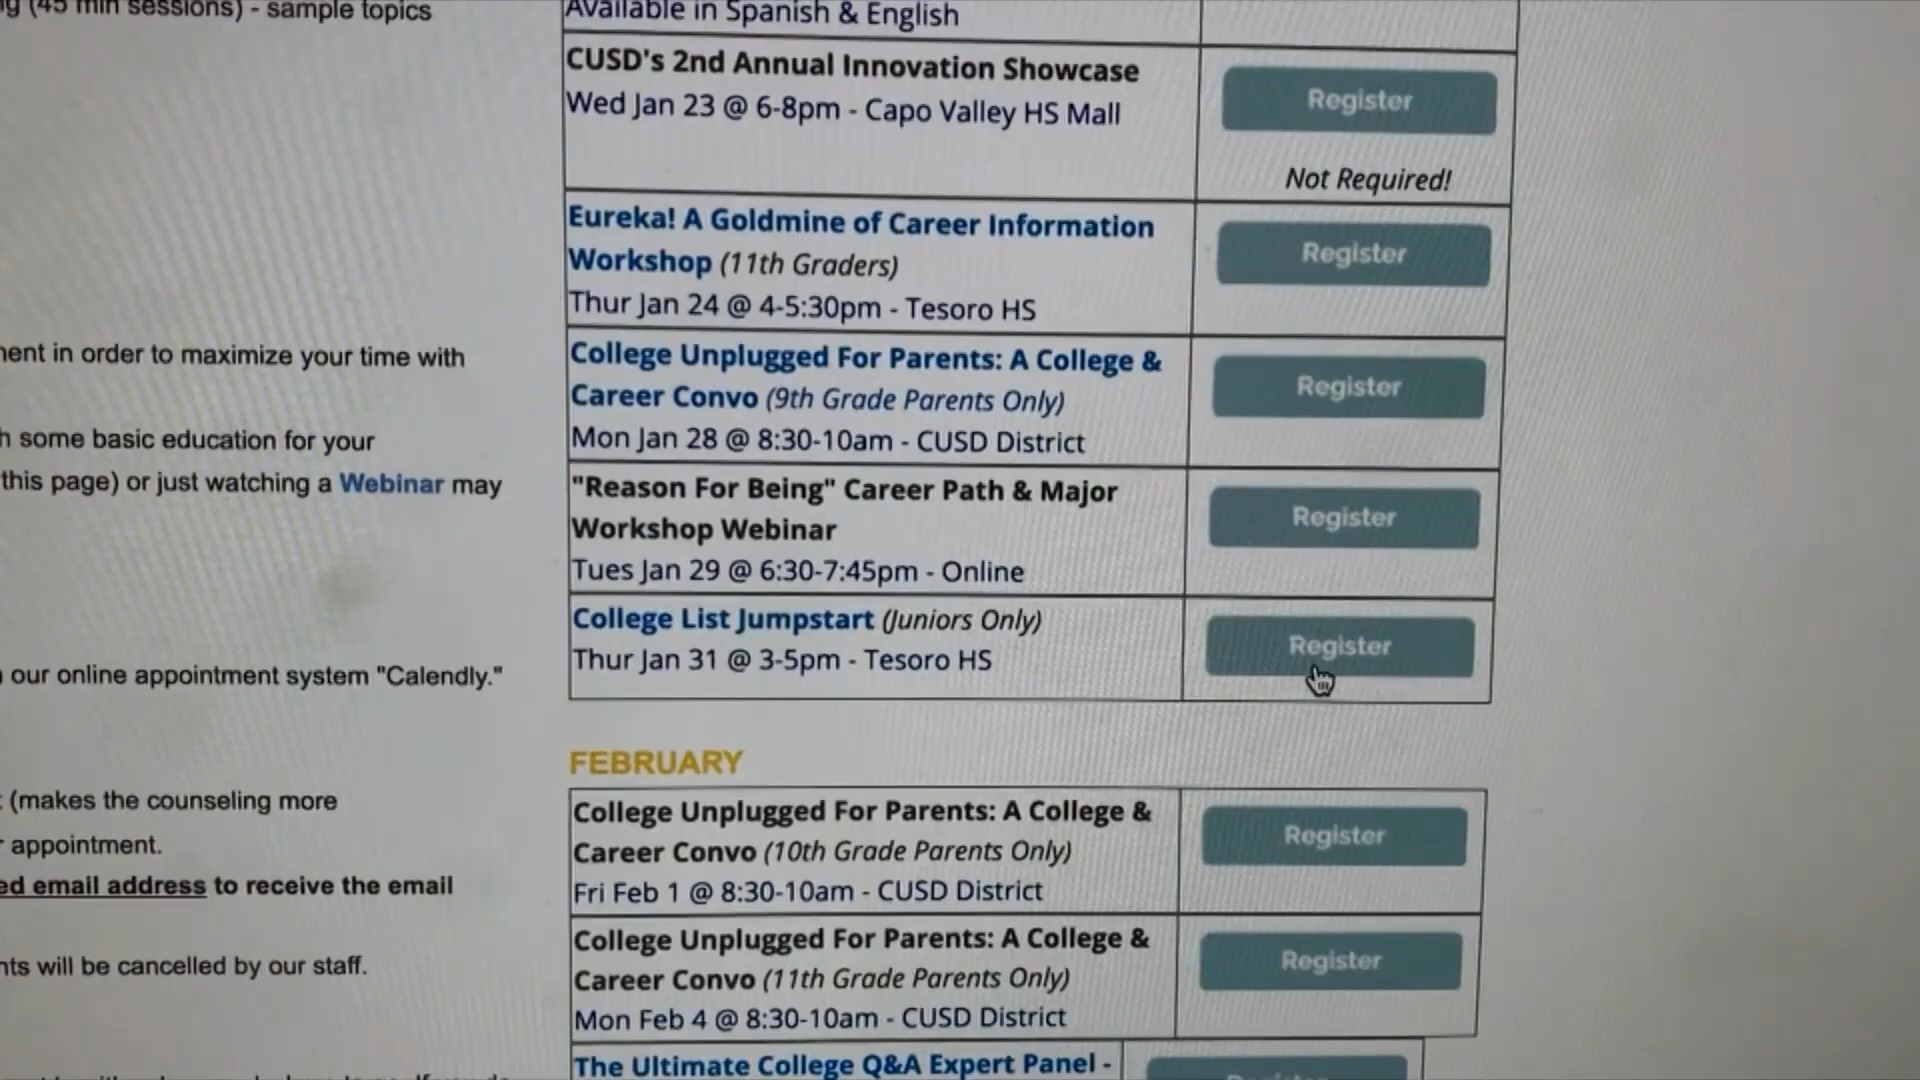 (45 min sessions) - sample topics
ment in order to maximize your time with
some basic education for your
this page) or just watching a Webinar may
our online appointment system "Calendly."
(makes the counseling more
appointment.
email address to receive the email
will be cancelled by our staff.
Available in Spanish & English
CUSD's 2nd Annual Innovation Showcase
Wed Jan 23 @ 6-8pm - Capo Valley HS Mall
Register
Not Required!
Eureka! A Goldmine of Career Information
Workshop (11th Graders)
Thur Jan 24 @ 4-5:30pm - Tesoro HS
Register
College Unplugged For Parents: A College &
Career Convo (9th Grade Parents Only)
Mon Jan 28 @ 8:30-10am - CUSD District
Register
"Reason For Being" Career Path & Major
Workshop Webinar
Tues Jan 29 @ 6:30-7:45pm - Online
Register
College List Jumpstart (Juniors Only)
Thur Jan 31 @ 3-5pm - Tesoro HS
Register
FEBRUARY
College Unplugged For Parents: A College &
Career Convo (10th Grade Parents Only)
Fri Feb 1 @ 8:30-10am - CUSD District
Register
College Unplugged For Parents: A College &
Career Convo (11th Grade Parents Only)
Mon Feb 4 @ 8:30-10am - CUSD District
Register
The Ultimate College Q&A Expert Panel -